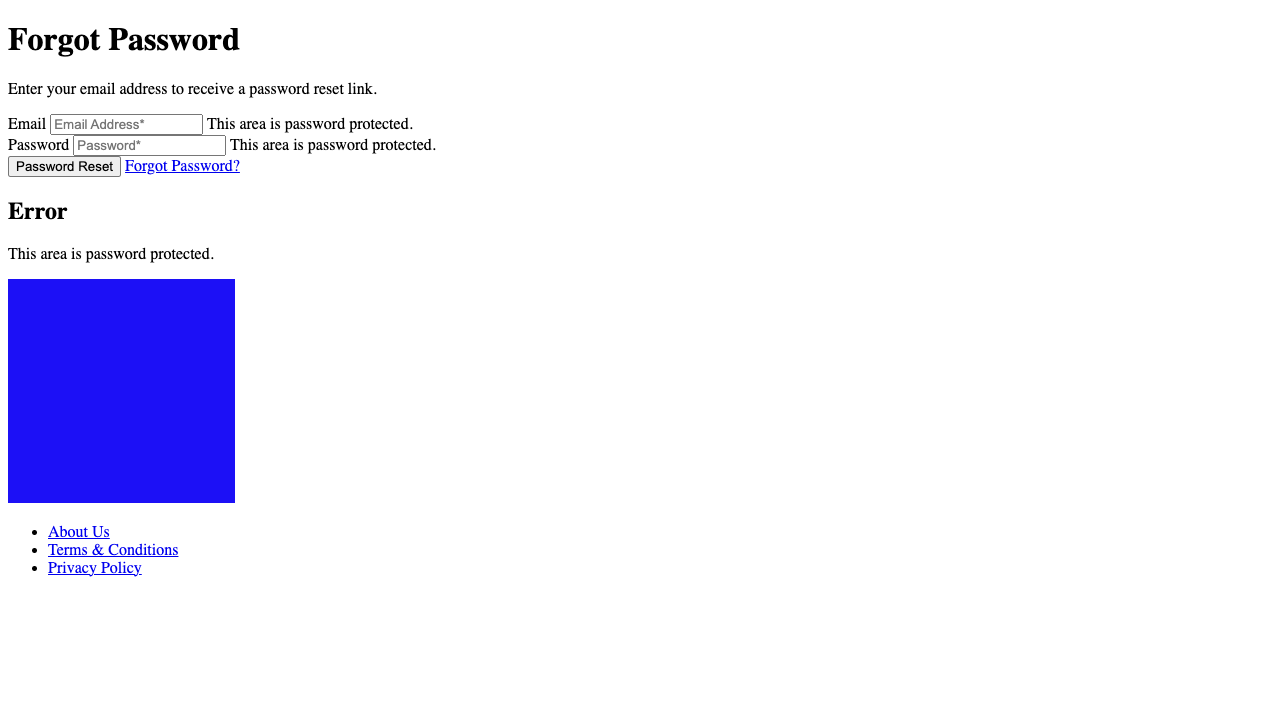 Forgot Password
Enter your email address to receive a password reset link.
Email Email Address* This area is password protected.
Password Password* This area is password protected.
Password Reset Forgot Password?
Error
This area is password protected.
About Us
Terms & Conditions
Privacy Policy